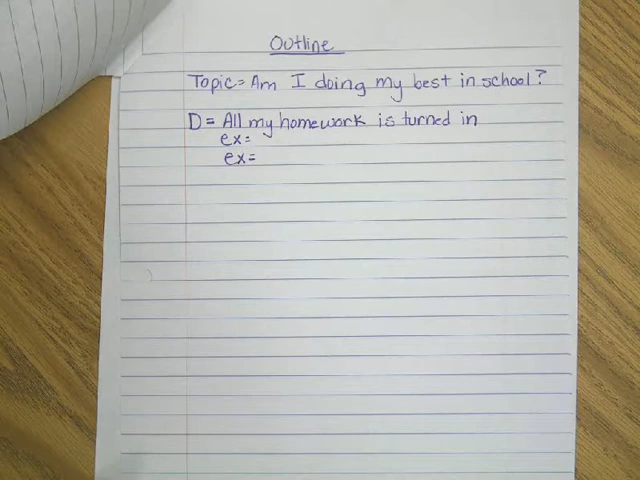 Outline
Topic= Am I doing my best in school?
D= All my homework is turned in
ex=
ex=